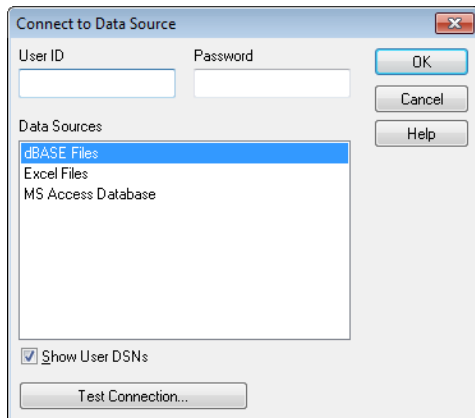 Connect to Data Source
User ID
Password
OK
Cancel
Help
Data Sources
dBASE Files
Excel Files
MS Access Database
Show User DSNs
Test Connection...